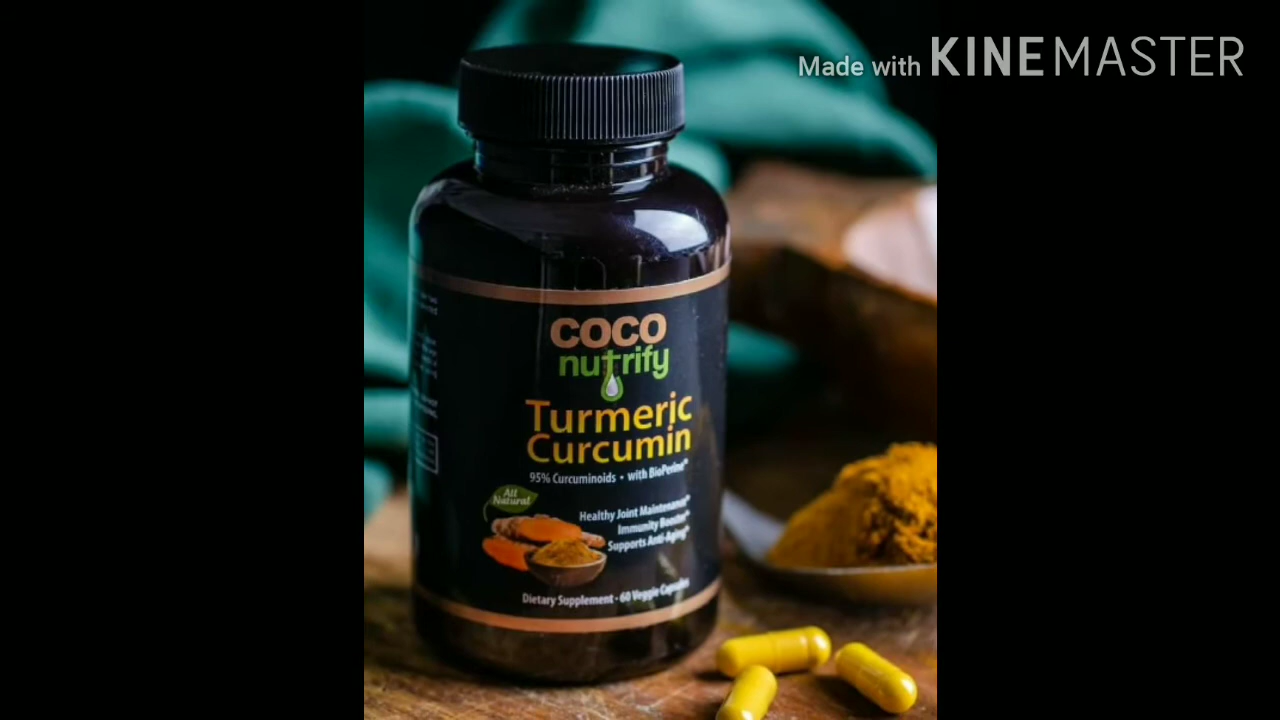 Made with KINEMASTER
coco
nutrify
Turmeric
Curcumin
95% Curcuminoids • with BioPerine®
All
Natural
Healthy Joint Maintenance*
Immunity Booster*
Supports Anti-Aging*
Dietary Supplement - 60 Veggie Capsules